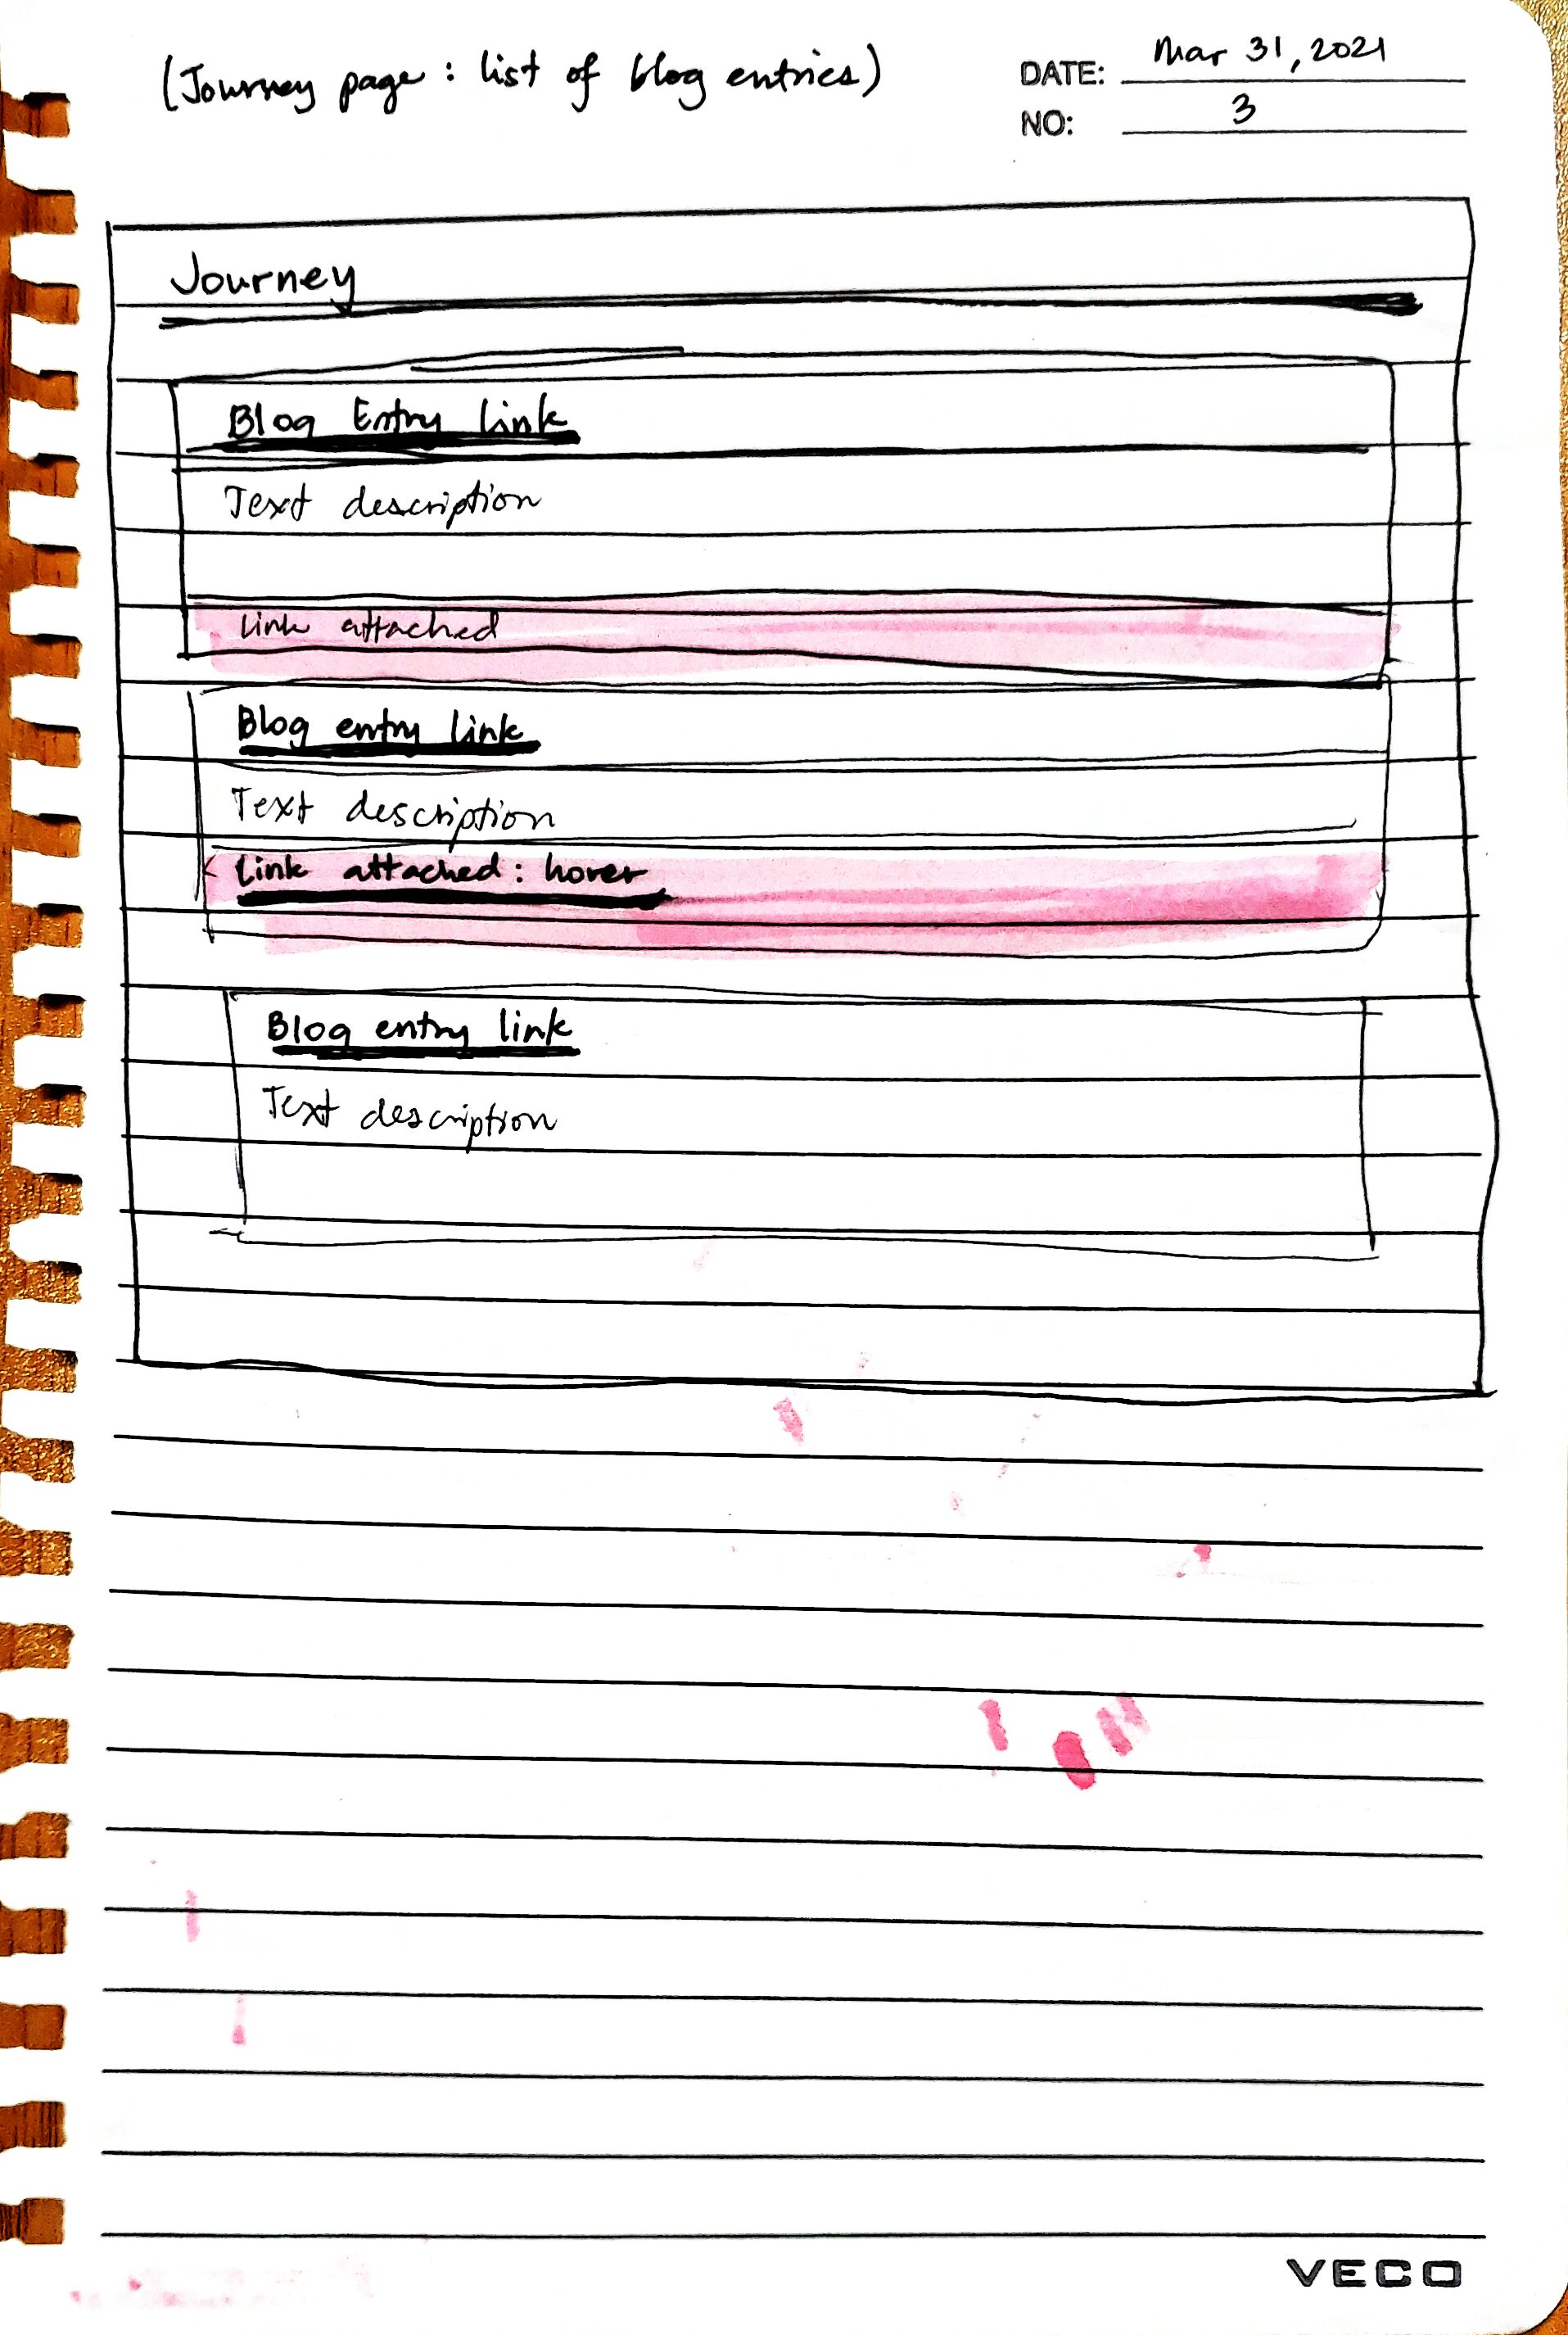 (Journey page : list of blog entries)
DATE: Mar 31, 2021
NO: 3
Journey
Blog Entry link
Text description
link attached
Blog entry link
Text description
link attached: hover
Blog entry link
Text description
VECO